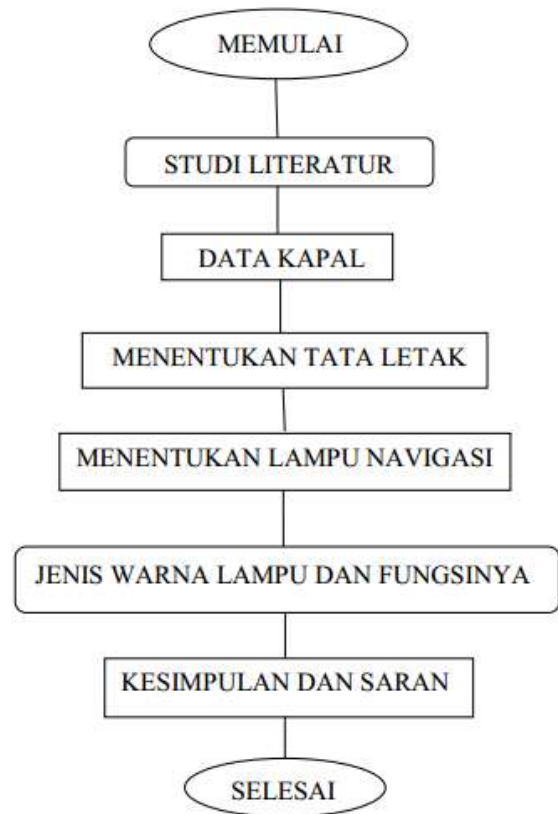 MEMULAI
STUDI LITERATUR
DATA KAPAL
MENENTUKAN TATA LETAK
MENENTUKAN LAMPU NAVIGASI
JENIS WARNA LAMPU DAN FUNGSINYA
KESIMPULAN DAN SARAN
SELESAI